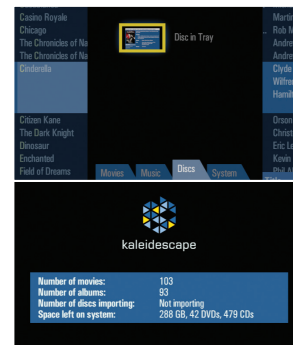 Casino Royale
Chicago
The Chronicles of Na
The Chronicles of Na
Cinderella
Citizen Kane
The Dark Knight
Dinosaur
Enchanted
Field of Dreams
Disc in Tray
Martin
Rob M
Andre
Andre
Clyde
Wilfre
Hamil
Orson
Christ
Eric Le
Kevin
Movies
Music
Discs
System
kaleidescape
Number of movies: 103
Number of albums: 93
Number of discs importing: Not importing
Space left on system: 288 GB, 42 DVDs, 479 CDs